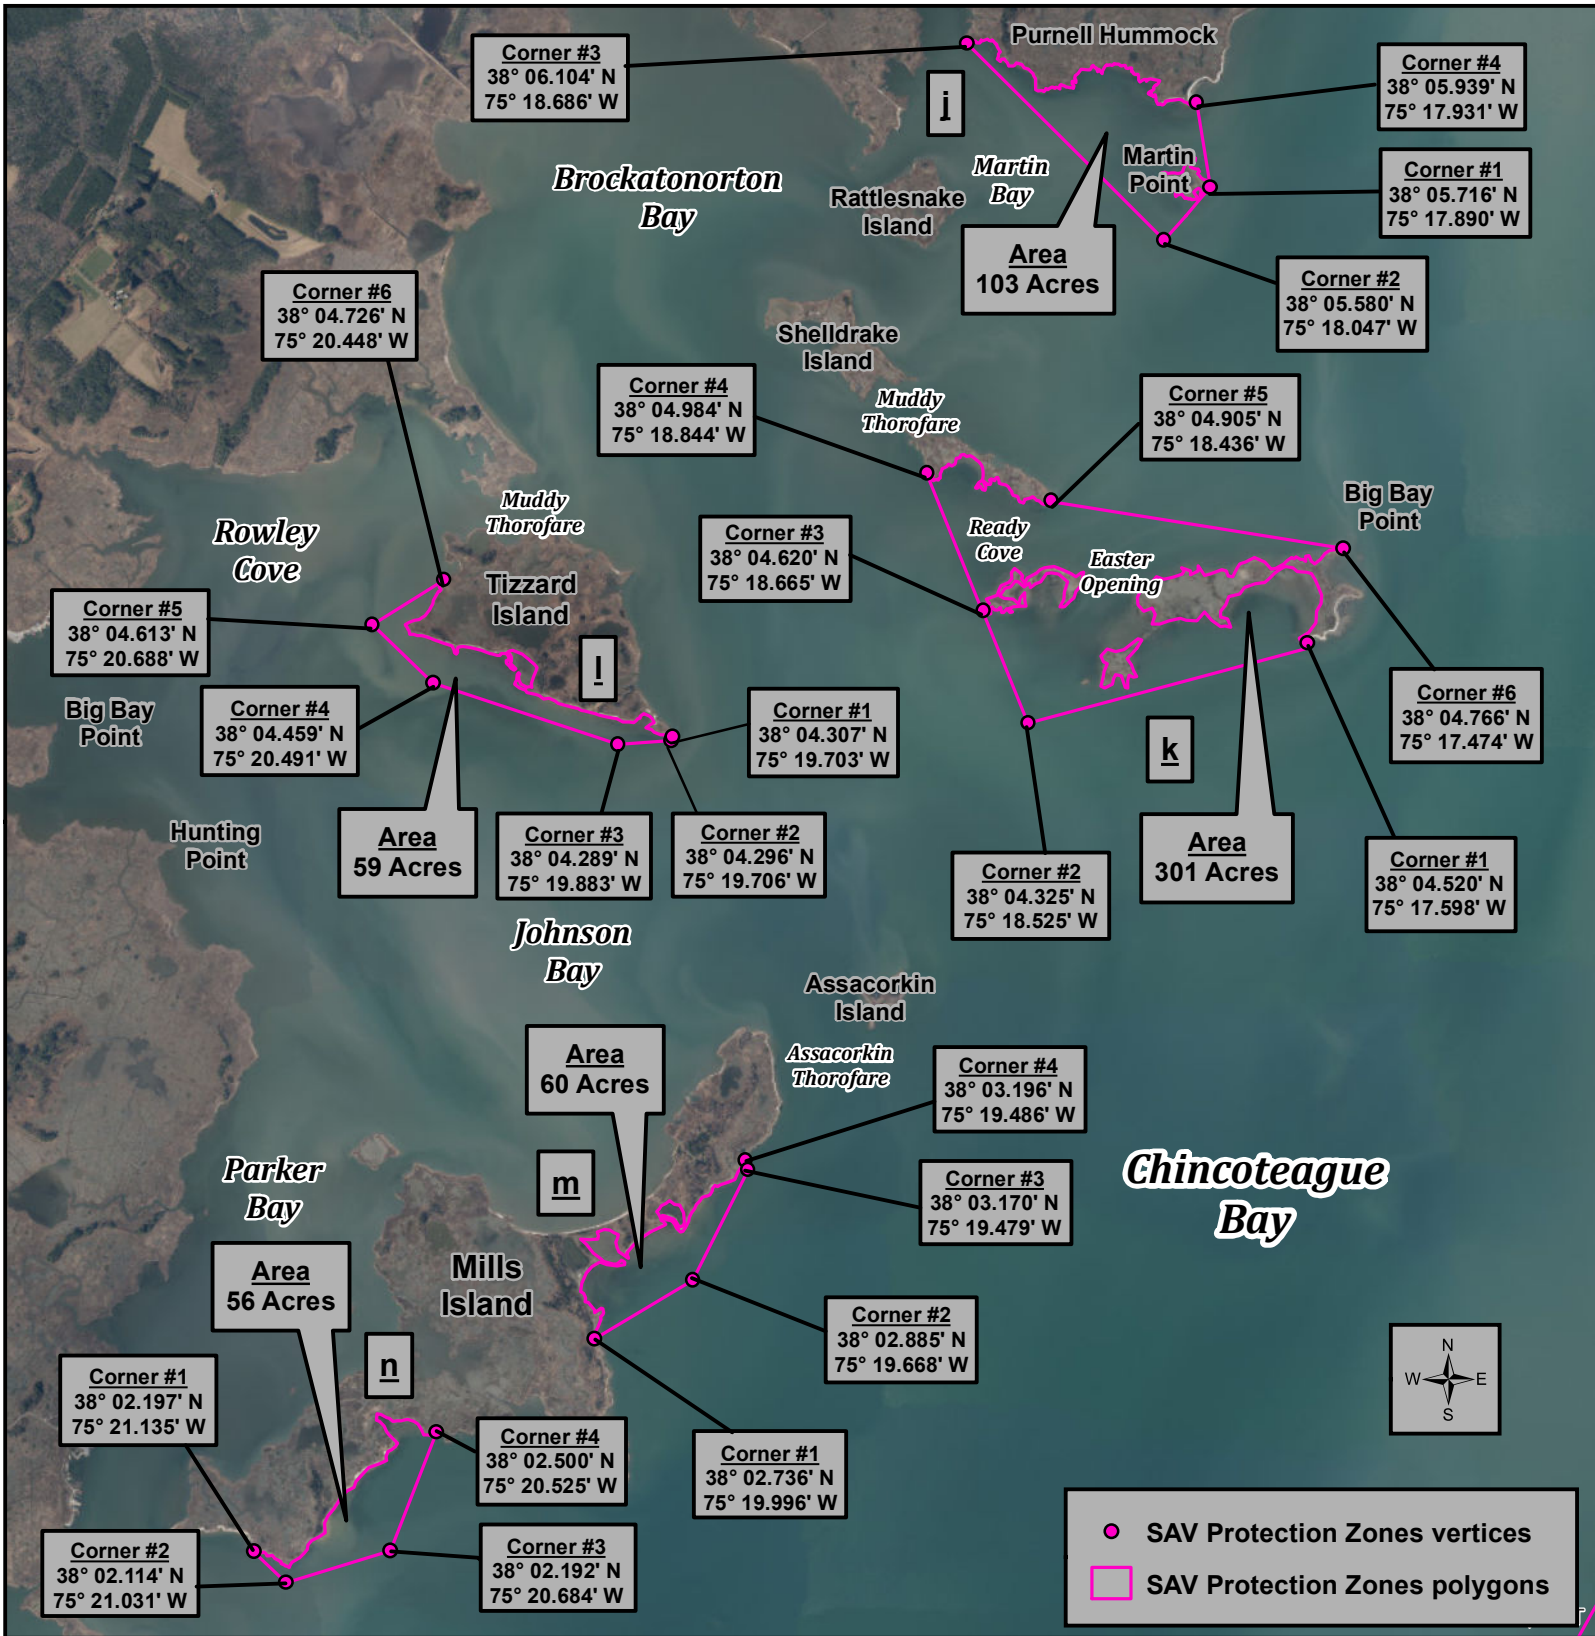 Corner #3
38° 06.104' N
75° 18.686' W
Purnell Hummock
Corner #4
38° 05.939' N
75° 17.931' W
j
Brockatonorton
Bay
Martin
Bay
Martin
Point
Corner #1
38° 05.716' N
75° 17.890' W
Rattlesnake
Island
Area
103 Acres
Corner #2
38° 05.580' N
75° 18.047' W
Corner #6
38° 04.726' N
75° 20.448' W
Shelldrake
Island
Corner #4
38° 04.984' N
75° 18.844' W
Muddy
Thorofare
Corner #5
38° 04.905' N
75° 18.436' W
Big Bay
Point
Muddy
Thorofare
Rowley
Cove
Corner #3
38° 04.620' N
75° 18.665' W
Ready
Cove
Easter
Opening
Tizzard
Island
Corner #5
38° 04.613' N
75° 20.688' W
l
Big Bay
Point
Corner #4
38° 04.459' N
75° 20.491' W
Corner #1
38° 04.307' N
75° 19.703' W
k
Corner #6
38° 04.766' N
75° 17.474' W
Hunting
Point
Area
59 Acres
Corner #3
38° 04.289' N
75° 19.883' W
Corner #2
38° 04.296' N
75° 19.706' W
Corner #2
38° 04.325' N
75° 18.525' W
Area
301 Acres
Corner #1
38° 04.520' N
75° 17.598' W
Johnson
Bay
Assacorkin
Island
Area
60 Acres
Assacorkin
Thorofare
Corner #4
38° 03.196' N
75° 19.486' W
Parker
Bay
m
Corner #3
38° 03.170' N
75° 19.479' W
Chincoteague
Bay
Area
56 Acres
Mills
Island
Corner #2
38° 02.885' N
75° 19.668' W
n
Corner #1
38° 02.197' N
75° 21.135' W
Corner #4
38° 02.500' N
75° 20.525' W
Corner #1
38° 02.736' N
75° 19.996' W
N
W E
S
Corner #2
38° 02.114' N
75° 21.031' W
Corner #3
38° 02.192' N
75° 20.684' W
SAV Protection Zones vertices
SAV Protection Zones polygons